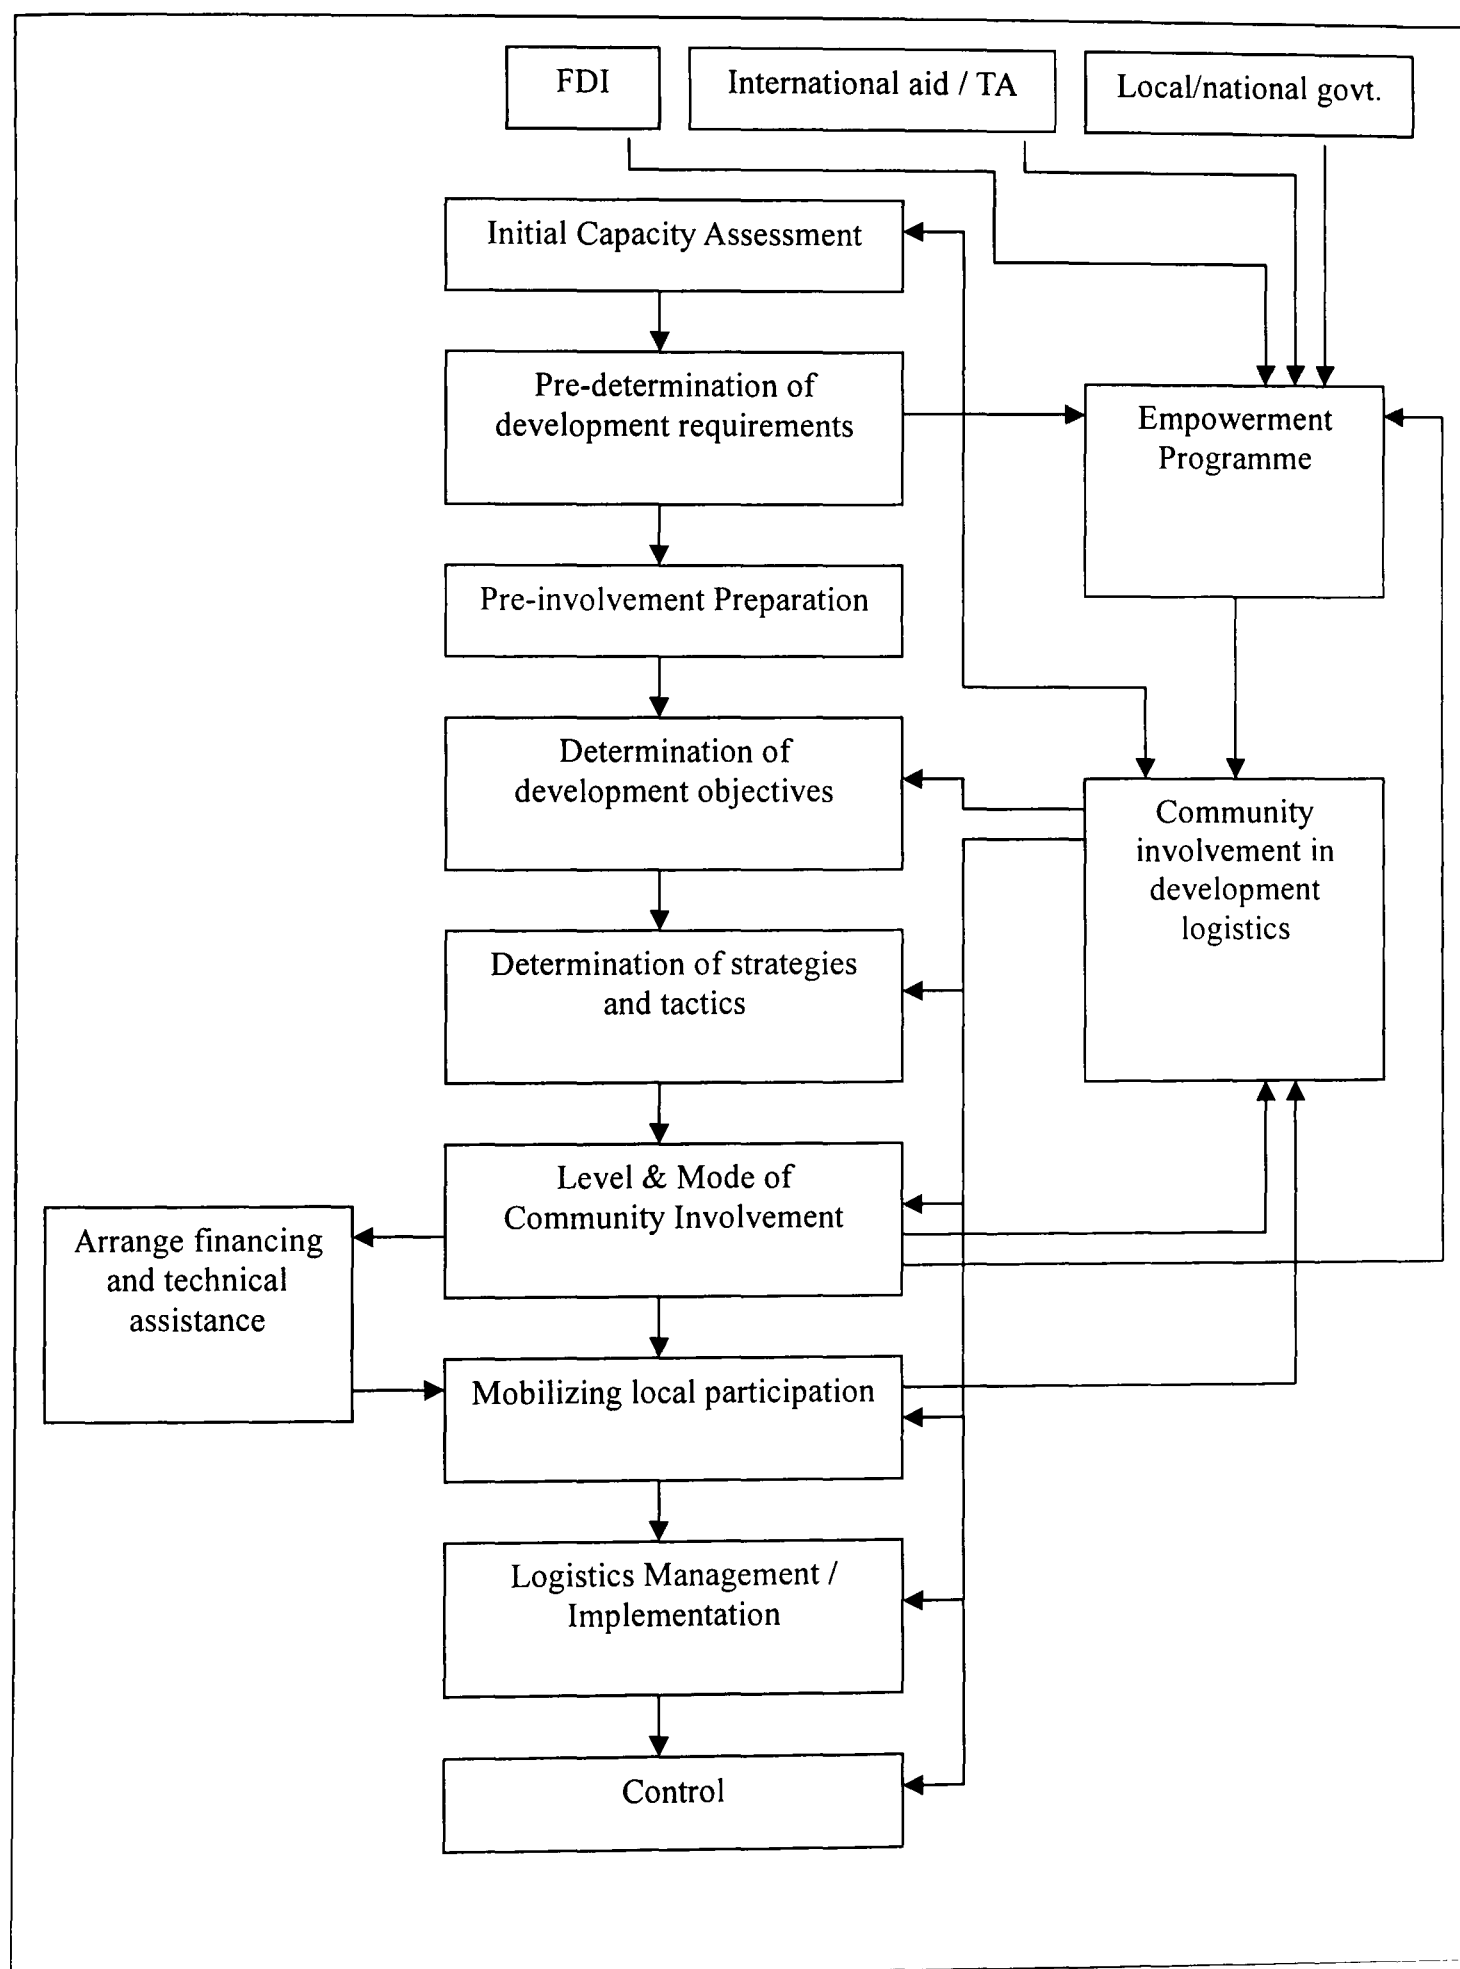 FDI
International aid / TA
Local/national govt.
Initial Capacity Assessment
Pre-determination of
development requirements
Empowerment
Programme
Pre-involvement Preparation
Determination of
development objectives
Community
involvement in
development
logistics
Determination of strategies
and tactics
Level & Mode of
Community Involvement
Arrange financing
and technical
assistance
Mobilizing local participation
Logistics Management /
Implementation
Control